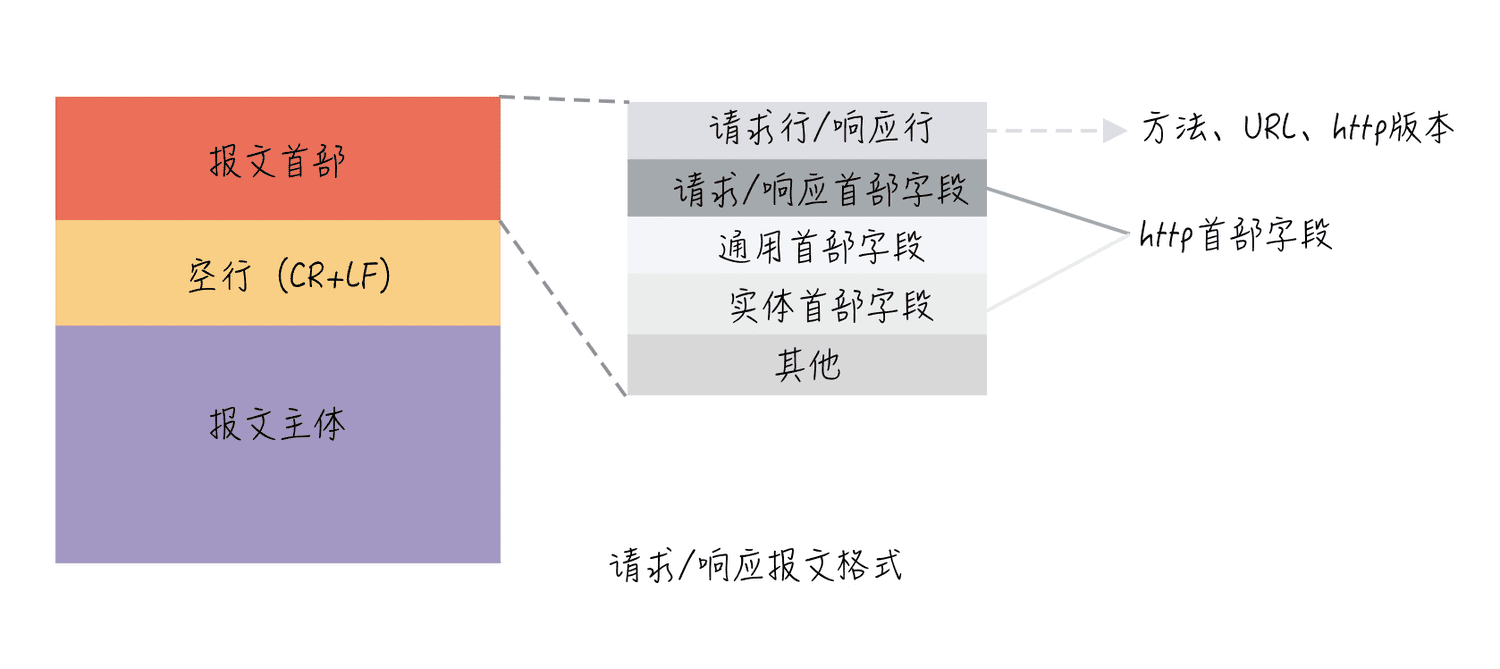 报文首部
空行（CR+LF）
报文主体
请求行/响应行
请求/响应首部字段
通用首部字段
实体首部字段
其他
方法、URL、http版本
http首部字段
请求/响应报文格式